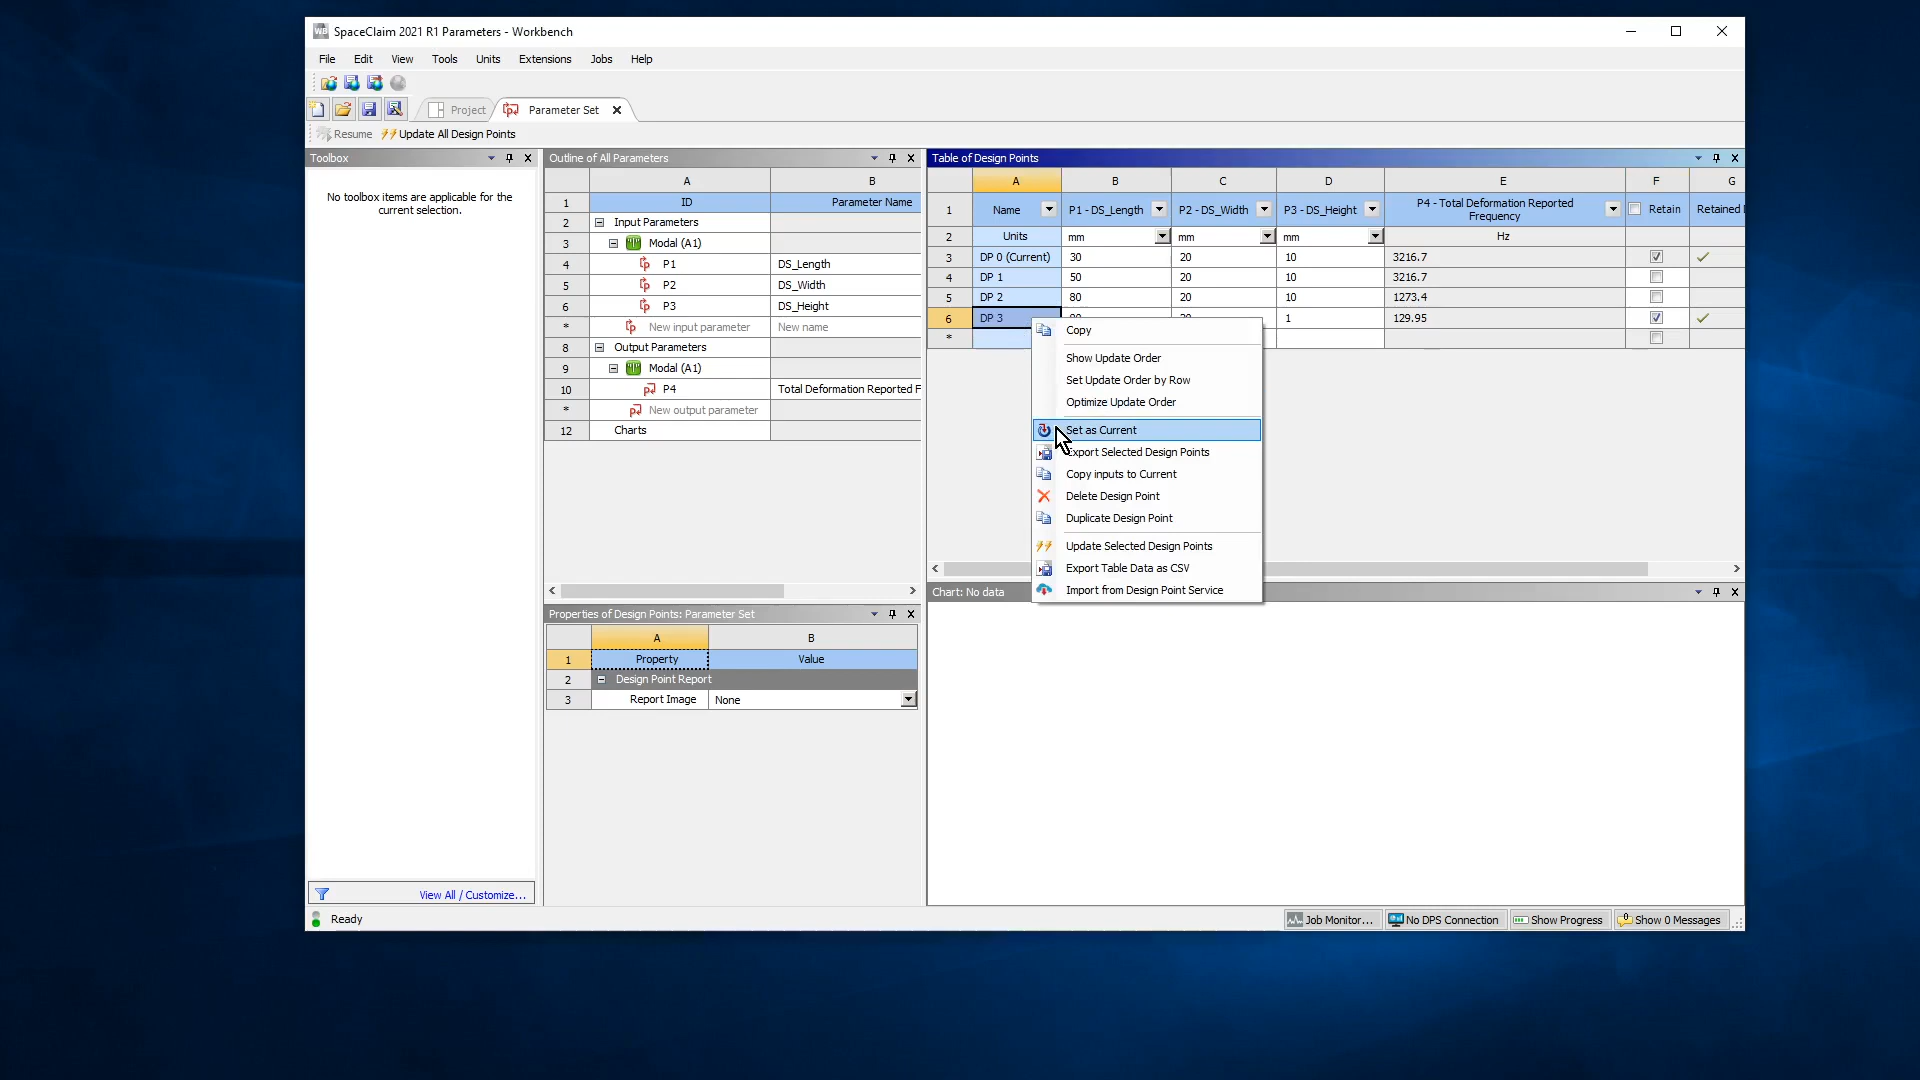 SpaceClaim 2021 R1 Parameters - Workbench
File Edit View Tools Units Extensions Jobs Help
Project Parameter Set
Resume Update All Design Points
Toolbox
No toolbox items are applicable for the
current selection.
View All / Customize...
Outline of All Parameters
A B
1 ID Parameter Name
2 Input Parameters
3 Modal (A1)
4 P1 DS_Length
5 P2 DS_Width
6 P3 DS_Height
* New input parameter New name
8 Output Parameters
9 Modal (A1)
10 P4 Total Deformation Reported F
* New output parameter
12 Charts
Properties of Design Points: Parameter Set
A B
1 Property Value
2 Design Point Report
3 Report Image None
Table of Design Points
A B C D E F G
1 Name P1 - DS_Length P2 - DS_Width P3 - DS_Height P4 - Total Deformation Reported Frequency Retain Retained
2 Units mm mm mm Hz
3 DP 0 (Current) 30 20 10 3216.7
4 DP 1 50 20 10 3216.7
5 DP 2 80 20 10 1273.4
6 DP 3 1 129.95
*
Copy
Show Update Order
Set Update Order by Row
Optimize Update Order
Set as Current
Export Selected Design Points
Copy inputs to Current
Delete Design Point
Duplicate Design Point
Update Selected Design Points
Export Table Data as CSV
Import from Design Point Service
Chart: No data
Ready
Job Monitor... No DPS Connection Show Progress Show 0 Messages